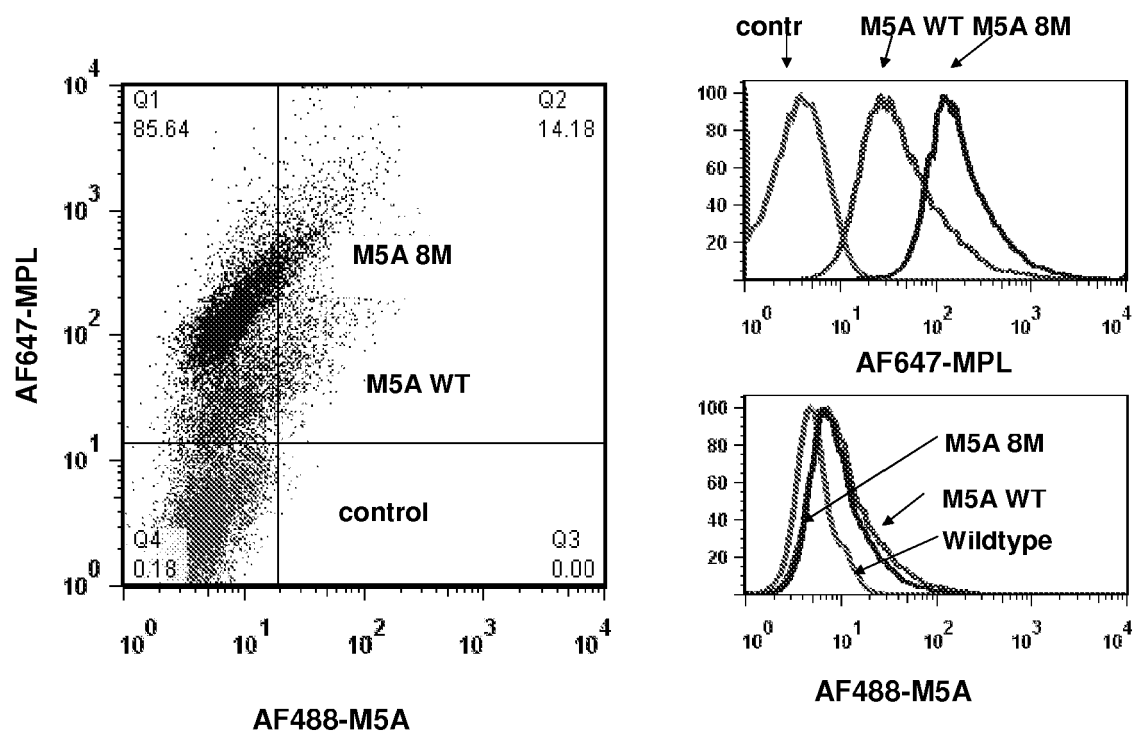 contr M5A WT M5A 8M
10^4
10^3
10^2
10^1
10^0
AF647-MPL
Q1
85.64
Q2
14.18
M5A 8M
M5A WT
control
Q4
0.18
Q3
0.00
10^0 10^1 10^2 10^3 10^4
AF488-M5A
100
80
60
40
20
10^0 10^1 10^2 10^3 10^4
AF647-MPL
100
80
60
40
20
M5A 8M
M5A WT
Wildtype
10^0 10^1 10^2 10^3 10^4
AF488-M5A